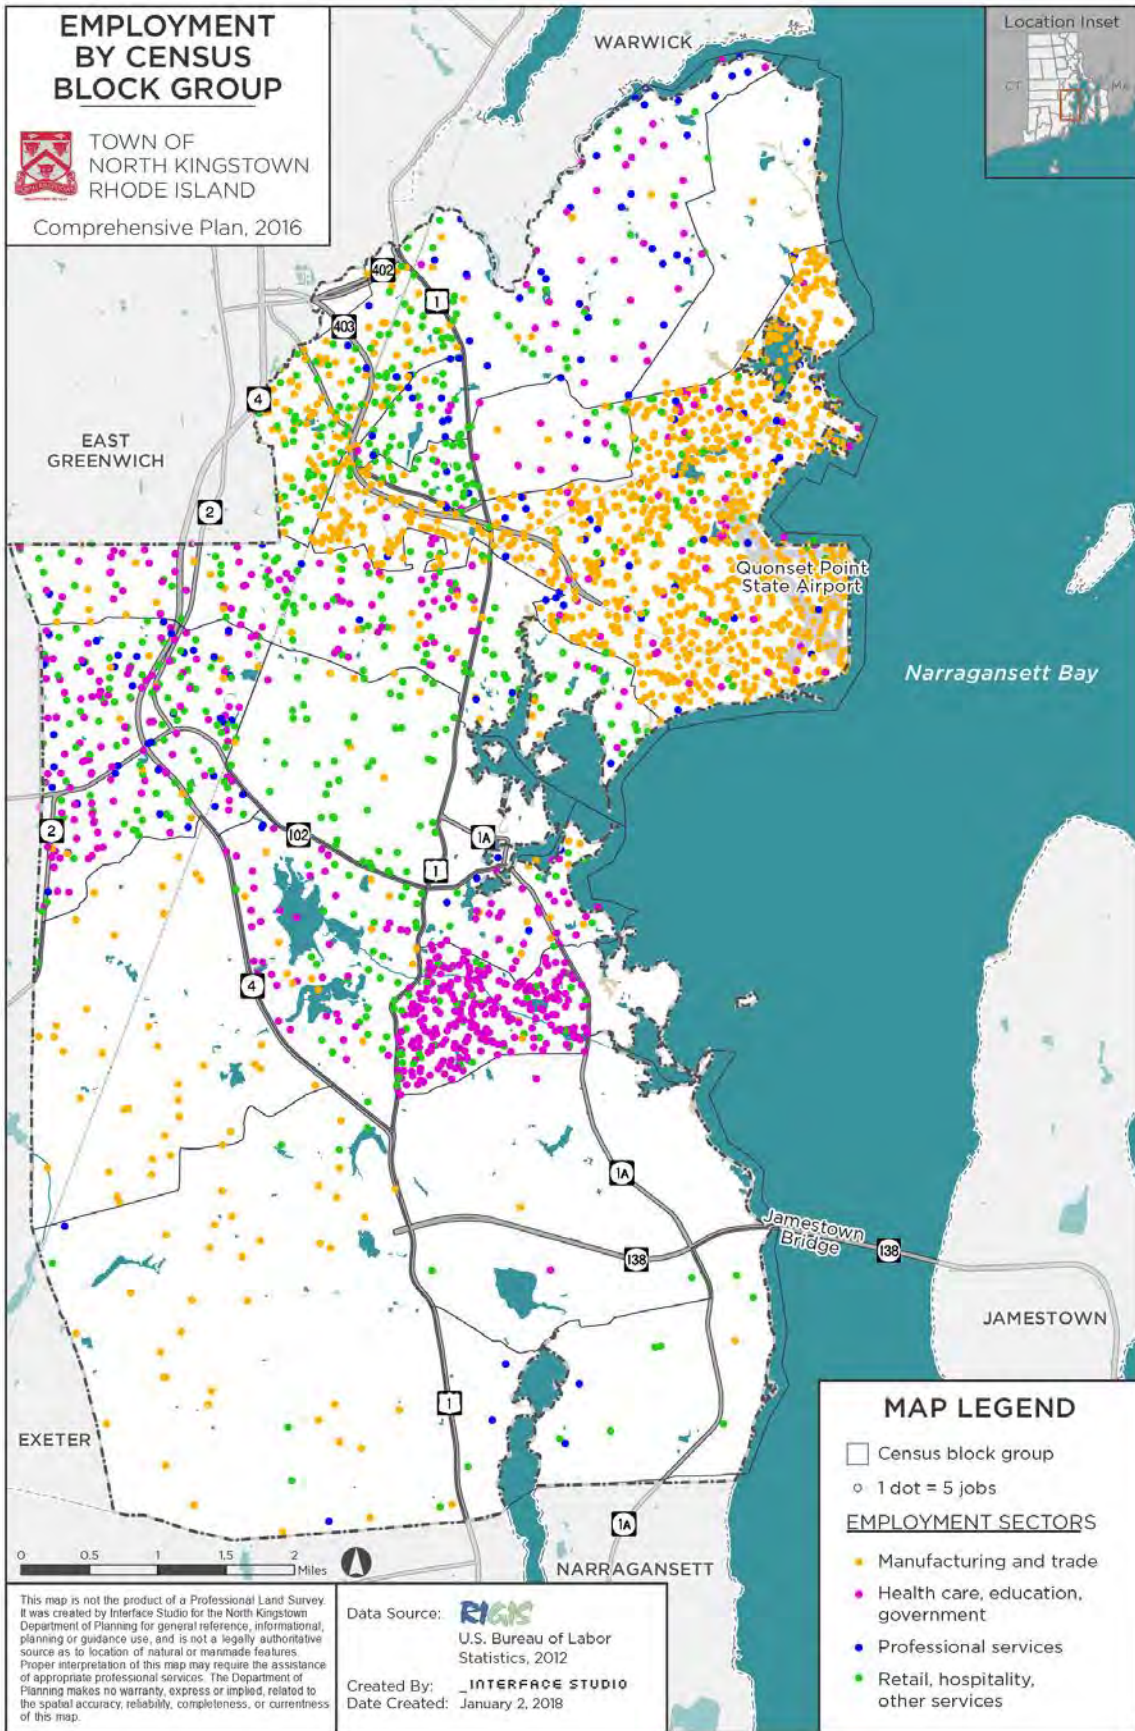 EMPLOYMENT
BY CENSUS
BLOCK GROUP
TOWN OF
NORTH KINGSTOWN
RHODE ISLAND
Comprehensive Plan, 2016
WARWICK
Location Inset
CT
MA
402
1
403
4
EAST
GREENWICH
2
Quonset Point
State Airport
Narragansett Bay
2
102
1A
1
4
1A
Jamestown
Bridge
138
138
JAMESTOWN
1
EXETER
1A
NARRAGANSETT
0 0.5 1 1.5 2
Miles
MAP LEGEND
Census block group
1 dot = 5 jobs
EMPLOYMENT SECTORS
Manufacturing and trade
Health care, education,
government
Professional services
Retail, hospitality,
other services
This map is not the product of a Professional Land Survey.
It was created by Interface Studio for the North Kingstown
Department of Planning for general reference, informational,
planning or guidance use, and is not a legally authoritative
source as to location of natural or manmade features.
Proper interpretation of this map may require the assistance
of appropriate professional services. The Department of
Planning makes no warranty, express or implied, related to
the spatial accuracy, reliability, completeness, or currentness
of this map.
Data Source: RIGIS
U.S. Bureau of Labor
Statistics, 2012
Created By: _INTERFACE STUDIO
Date Created: January 2, 2018